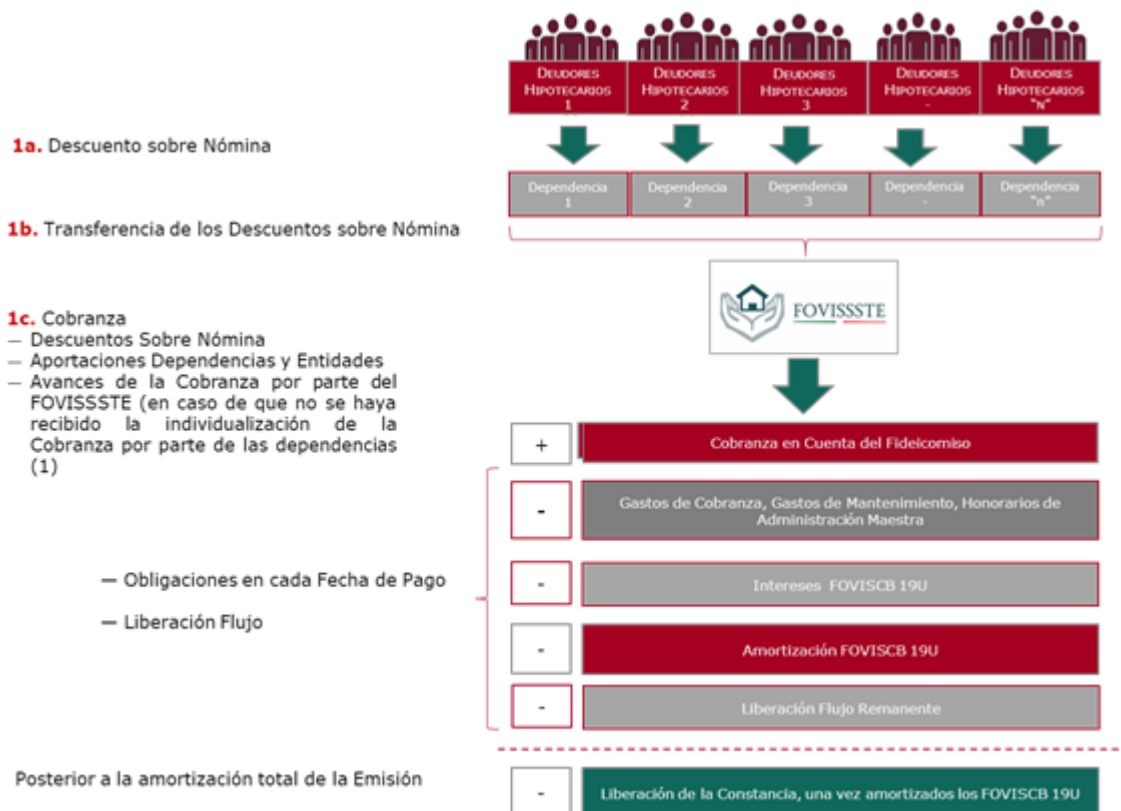 DEUDORES HIPOTECARIOS 1
DEUDORES HIPOTECARIOS 2
DEUDORES HIPOTECARIOS 3
DEUDORES HIPOTECARIOS -
DEUDORES HIPOTECARIOS "N"
1a. Descuento sobre Nómina
Dependencia 1
Dependencia 2
Dependencia 3
Dependencia -
Dependencia "n"
1b. Transferencia de los Descuentos sobre Nómina
FOVISSSTE
1c. Cobranza
— Descuentos Sobre Nómina
— Aportaciones Dependencias y Entidades
— Avances de la Cobranza por parte del
FOVISSSTE (en caso de que no se haya
recibido la individualización de la
Cobranza por parte de las dependencias
(1)
+ Cobranza en Cuenta del Fideicomiso
- Gastos de Cobranza, Gastos de Mantenimiento, Honorarios de
Administración Maestra
— Obligaciones en cada Fecha de Pago
— Liberación Flujo
- Intereses FOVISCB 19U
- Amortización FOVISCB 19U
- Liberación Flujo Remanente
Posterior a la amortización total de la Emisión
- Liberación de la Constancia, una vez amortizados los FOVISCB 19U